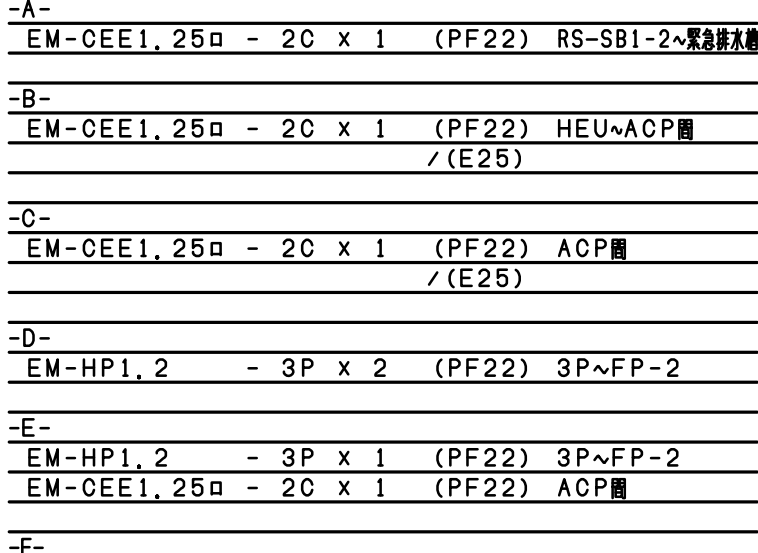 -A-
EM-CEE1.25□ - 2C × 1 (PF22) RS-SB1-2~緊急排水槽
-B-
EM-CEE1.25□ - 2C × 1 (PF22) HEU~ACP間
/(E25)
-C-
EM-CEE1.25□ - 2C × 1 (PF22) ACP間
/(E25)
-D-
EM-HP1.2 - 3P × 2 (PF22) 3P~FP-2
-E-
EM-HP1.2 - 3P × 1 (PF22) 3P~FP-2
EM-CEE1.25□ - 2C × 1 (PF22) ACP間
-F-